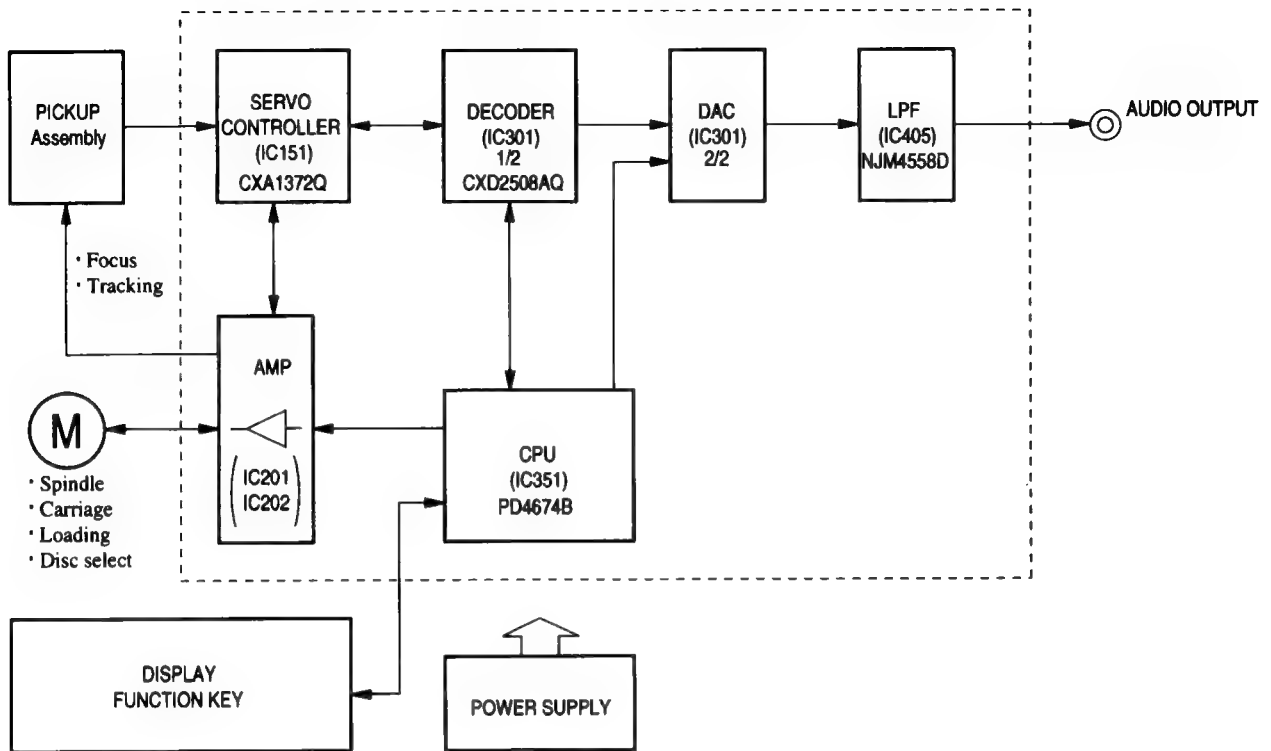 PICKUP
Assembly
SERVO
CONTROLLER
(IC151)
CXA1372Q
DECODER
(IC301)
1/2
CXD2508AQ
DAC
(IC301)
2/2
LPF
(IC405)
NJM4558D
AUDIO OUTPUT
· Focus
· Tracking
AMP
(IC201
IC202)
M
· Spindle
· Carriage
· Loading
· Disc select
CPU
(IC351)
PD4674B
DISPLAY
FUNCTION KEY
POWER SUPPLY